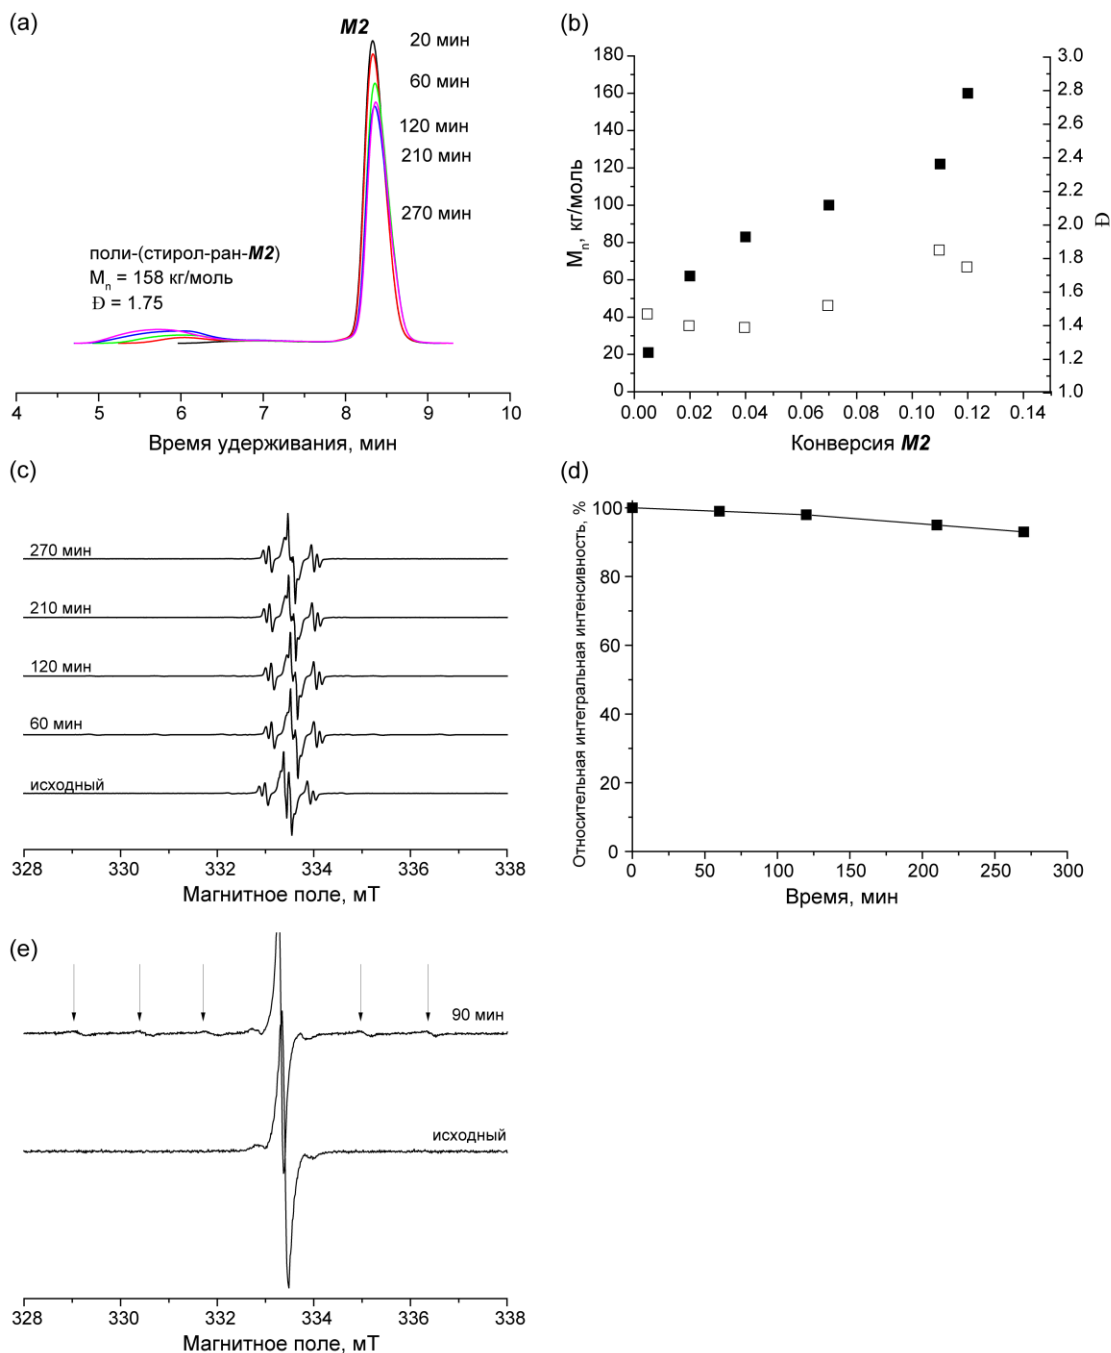 (a)
M2
20 мин
60 мин
120 мин
210 мин
270 мин
поли-(стирол-ран-M2)
Mn = 158 кг/моль
Đ = 1.75
4 5 6 7 8 9 10
Время удерживания, мин
(b)
180
160
140
120
100
80
60
40
20
0
Mn, кг/моль
3.0
2.8
2.6
2.4
2.2
2.0
1.8
1.6
1.4
1.2
1.0
Đ
0.00 0.02 0.04 0.06 0.08 0.10 0.12 0.14
Конверсия M2
(c)
270 мин
210 мин
120 мин
60 мин
исходный
328 330 332 334 336 338
Магнитное поле, мТ
(d)
Относительная интегральная интенсивность, %
100
80
60
40
20
0
0 50 100 150 200 250 300
Время, мин
(e)
90 мин
исходный
328 330 332 334 336 338
Магнитное поле, мТ